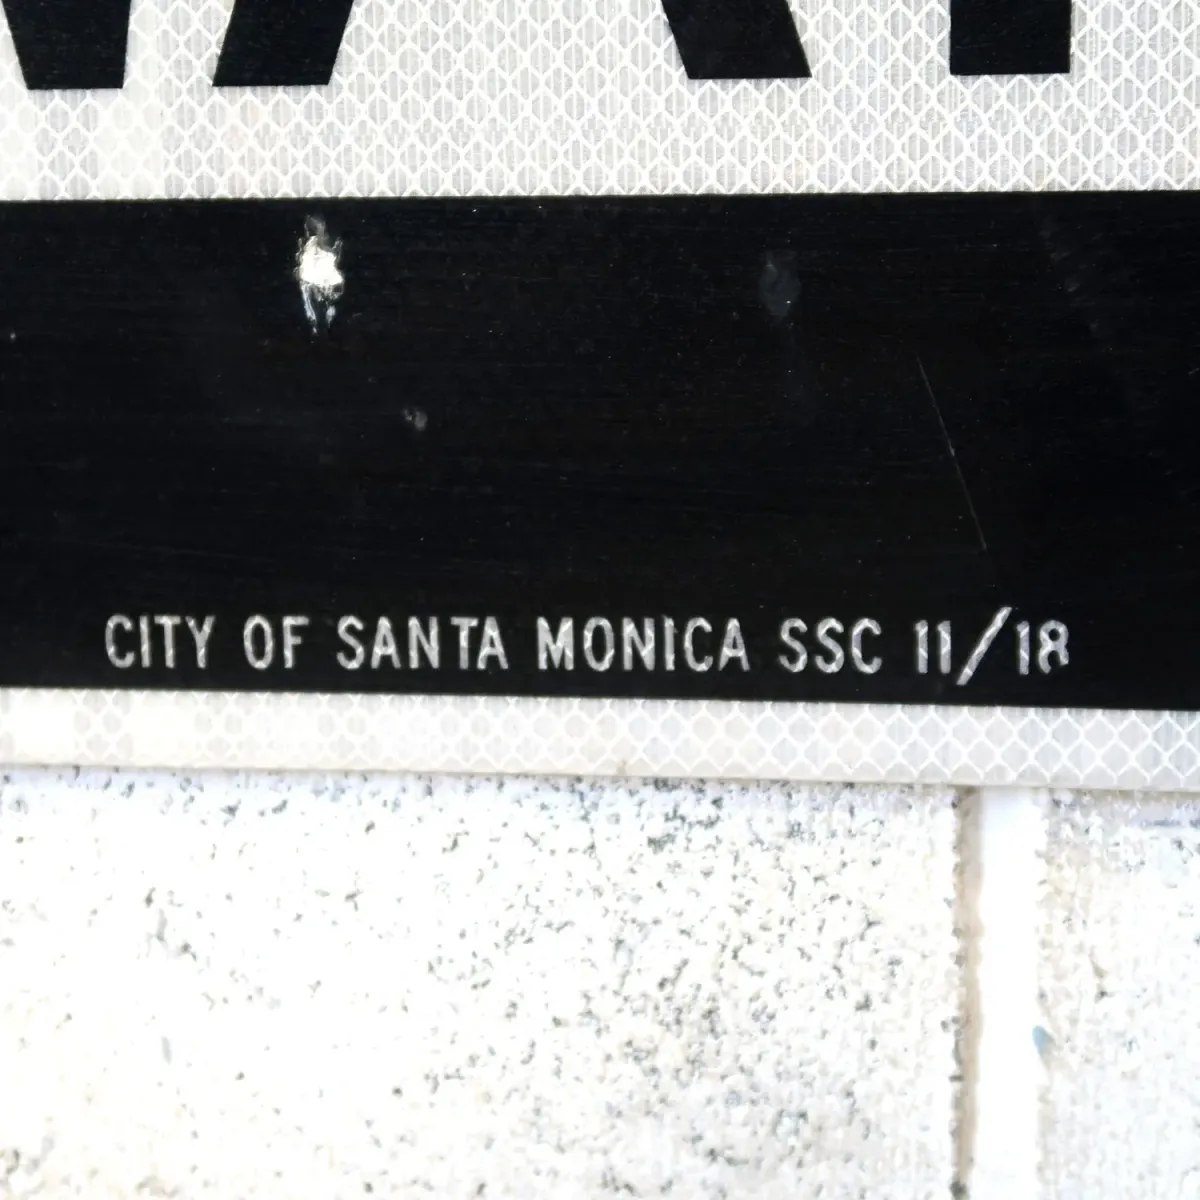 CITY OF SANTA MONICA SSC 11/18